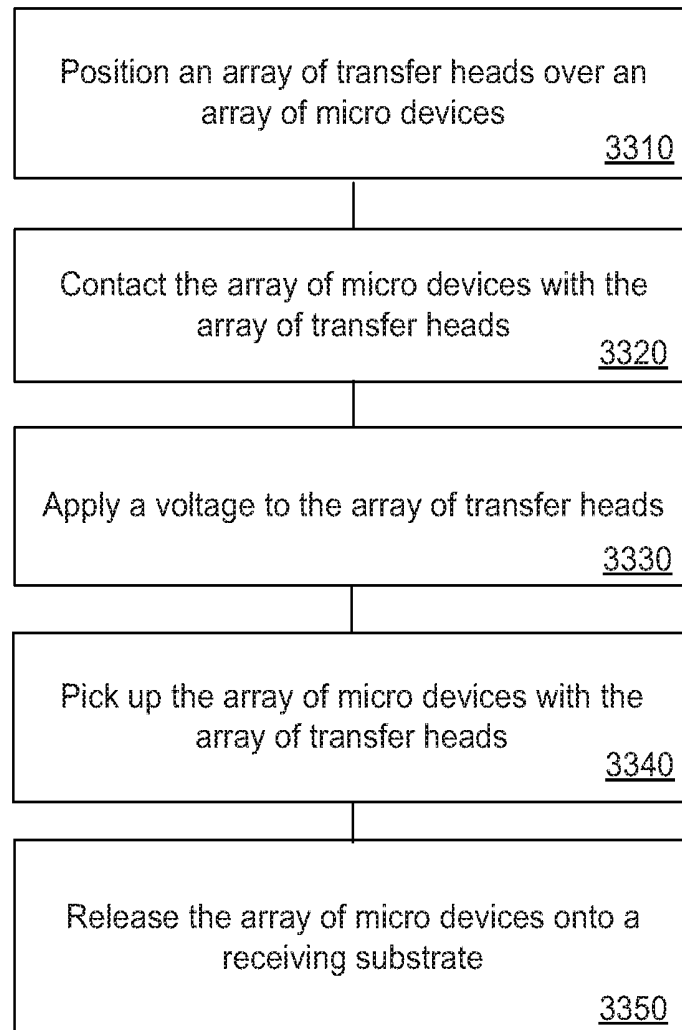 Position an array of transfer heads over an
array of micro devices
3310
Contact the array of micro devices with the
array of transfer heads
3320
Apply a voltage to the array of transfer heads
3330
Pick up the array of micro devices with the
array of transfer heads
3340
Release the array of micro devices onto a
receiving substrate
3350